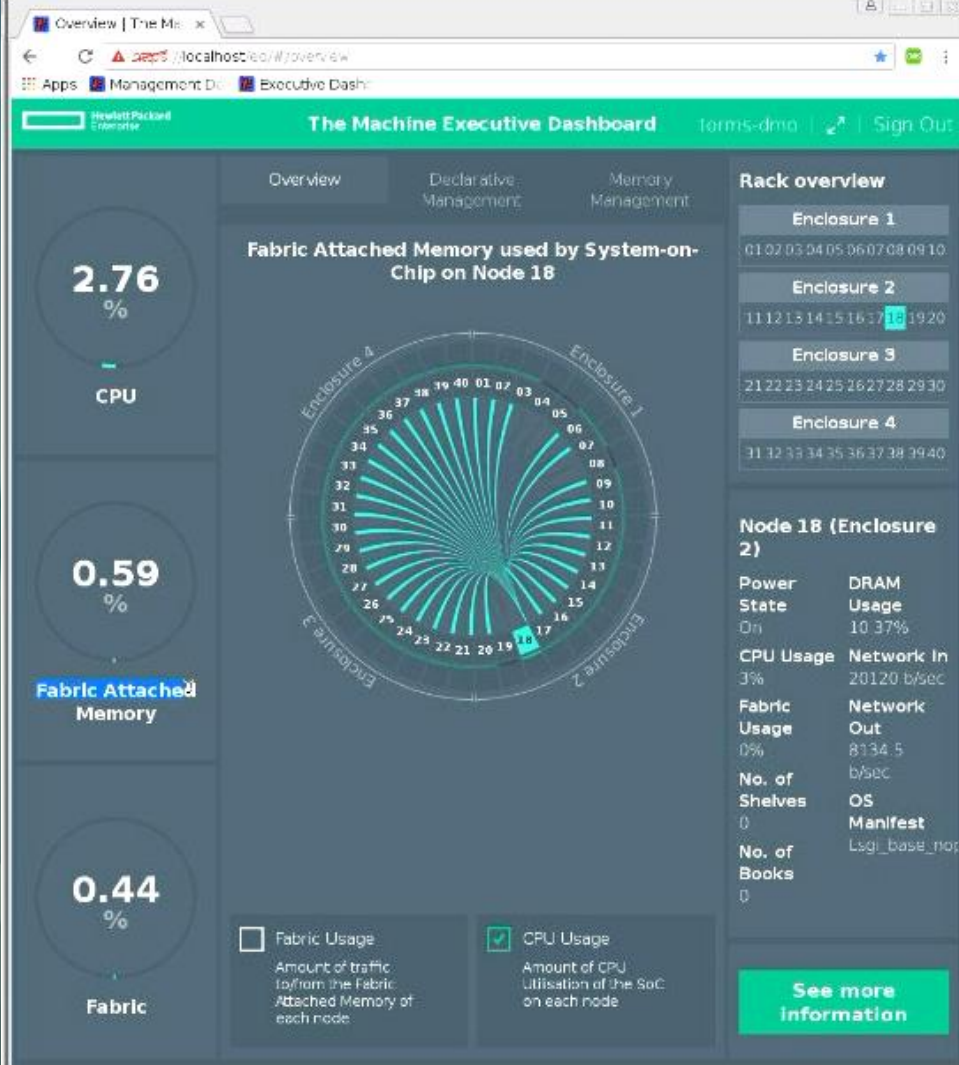 Overview | The Ma
localhost/ed/#/overview
Apps
Management Da
Executive Dash
Hewlett Packard
Enterprise
The Machine Executive Dashboard
Sign Out
2.76
%
CPU
0.59
%
Fabric Attached
Memory
0.44
%
Fabric
Overview
Declarative
Management
Memory
Management
Fabric Attached Memory used by System-on-
Chip on Node 18
Enclosure 4
Enclosure 1
Enclosure 3
Enclosure 2
01 02 03 04 05 06 07 08 09 10 11 12 13 14 15 16 17 18 19 20 21 22 23 24 25 26 27 28 29 30 31 32 33 34 35 36 37 38 39 40
Fabric Usage
Amount of traffic
to/from the Fabric
Attached Memory of
each node
CPU Usage
Amount of CPU
Utilisation of the SoC
on each node
Rack overview
Enclosure 1
01 02 03 04 05 06 07 08 09 10
Enclosure 2
11 12 13 14 15 16 17 18 19 20
Enclosure 3
21 22 23 24 25 26 27 28 29 30
Enclosure 4
31 32 33 34 35 36 37 38 39 40
Node 18 (Enclosure
2)
Power
State
On
CPU Usage
3%
Fabric
Usage
0%
No. of
Shelves
0
No. of
Books
0
DRAM
Usage
10.37%
Network In
20120 b/sec
Network
Out
8134.5
b/sec
OS
Manifest
See more
information